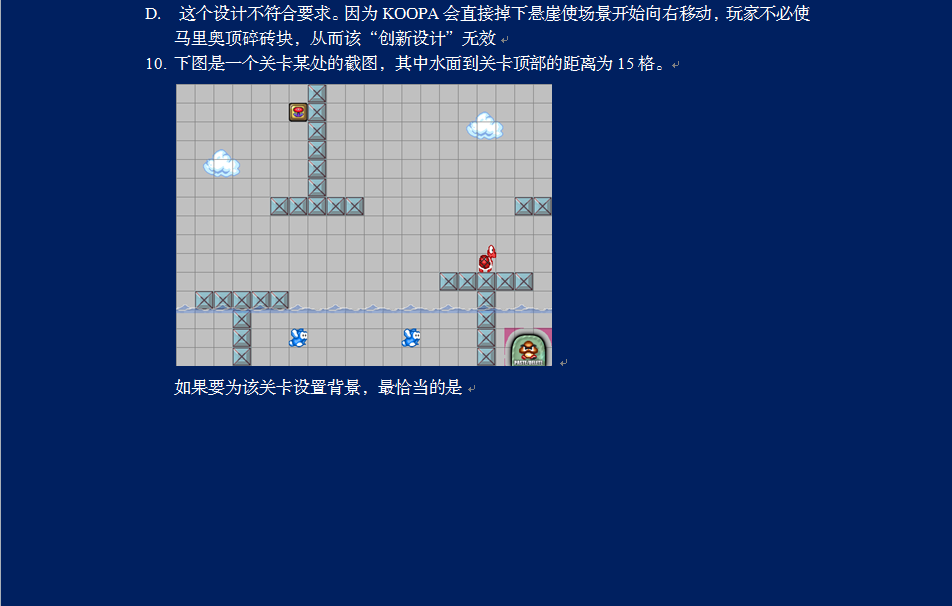 D. 这个设计不符合要求。因为 KOOPA 会直接掉下悬崖使场景开始向右移动，玩家不必使
马里奥顶碎砖块，从而该“创新设计”无效
10. 下图是一个关卡某处的截图，其中水面到关卡顶部的距离为 15 格。
如果要为该关卡设置背景，最恰当的是